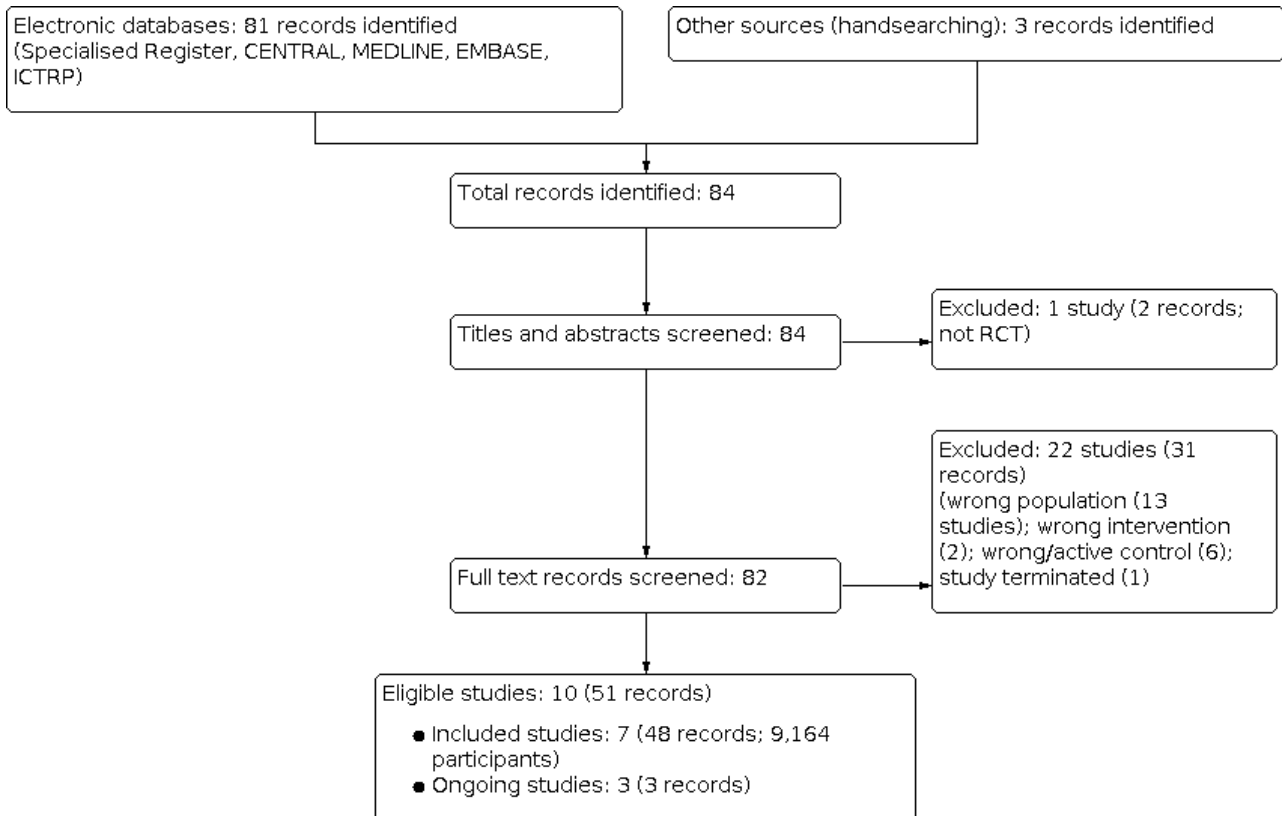 Electronic databases: 81 records identified
(Specialised Register, CENTRAL, MEDLINE, EMBASE,
ICTRP)
Other sources (handsearching): 3 records identified
Total records identified: 84
Titles and abstracts screened: 84
Excluded: 1 study (2 records;
not RCT)
Excluded: 22 studies (31
records)
(wrong population (13
studies); wrong intervention
(2); wrong/active control (6);
study terminated (1)
Full text records screened: 82
Eligible studies: 10 (51 records)
● Included studies: 7 (48 records; 9,164
participants)
● Ongoing studies: 3 (3 records)